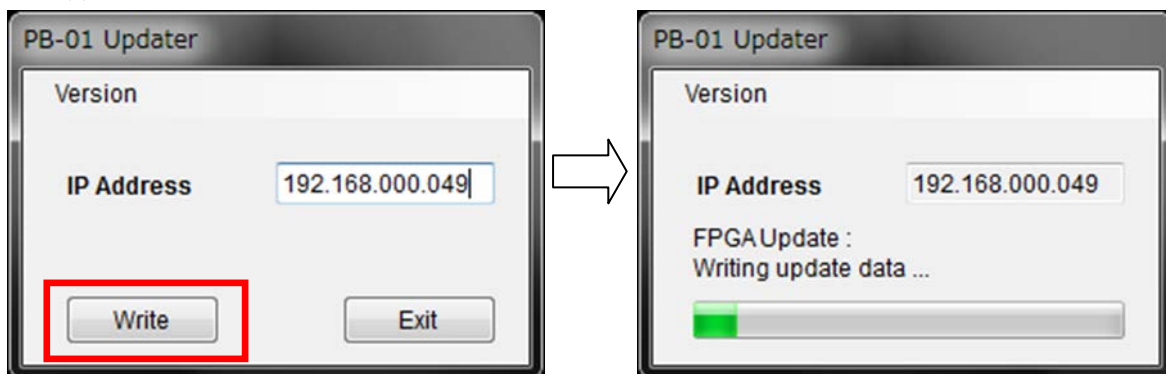 PB-01 Updater
Version
IP Address 192.168.000.049
Write Exit
PB-01 Updater
Version
IP Address 192.168.000.049
FPGA Update :
Writing update data ...